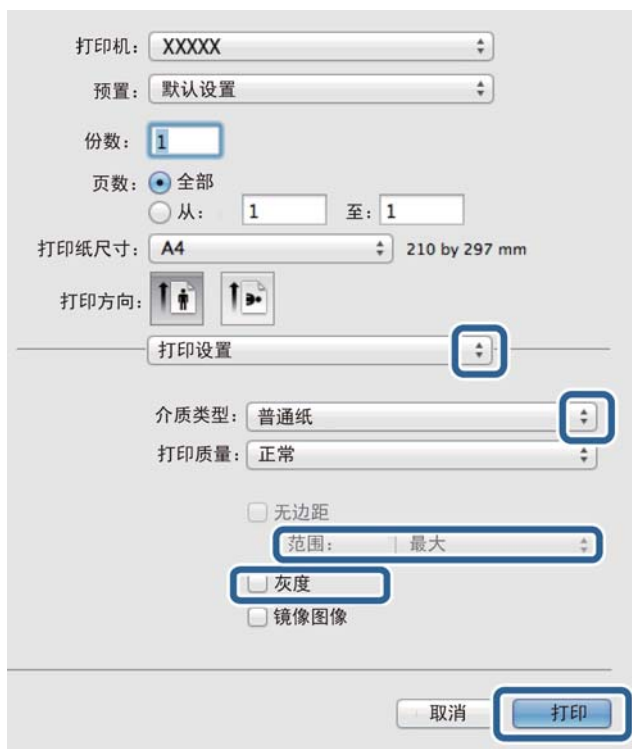 打印机: XXXXX
预置: 默认设置
份数: 1
页数: 全部
从: 1 至: 1
打印纸尺寸: A4 210 by 297 mm
打印方向:
打印设置
介质类型: 普通纸
打印质量: 正常
无边距
范围: 最大
灰度
镜像图像
取消 打印